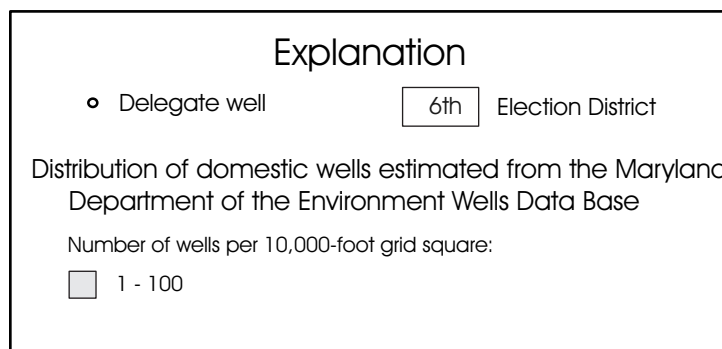 Explanation
Delegate well
6th Election District
Distribution of domestic wells estimated from the Maryland
Department of the Environment Wells Data Base
Number of wells per 10,000-foot grid square:
1 - 100